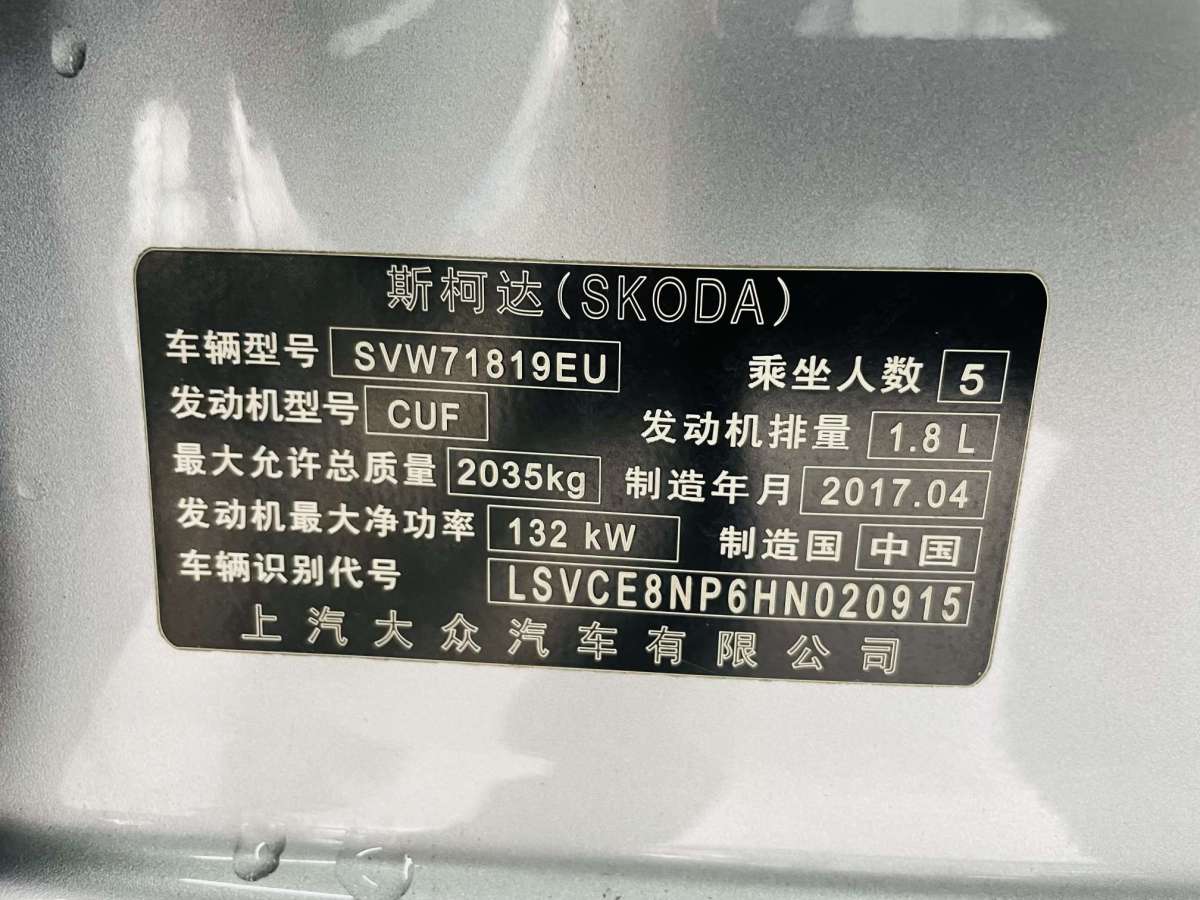 斯柯达(SKODA)
车辆型号 SVW71819EU 乘坐人数 5
发动机型号 CUF 发动机排量 1.8 L
最大允许总质量 2035kg 制造年月 2017.04
发动机最大净功率 132 kW 制造国 中国
车辆识别代号 LSVCE8NP6HN020915
上汽大众汽车有限公司